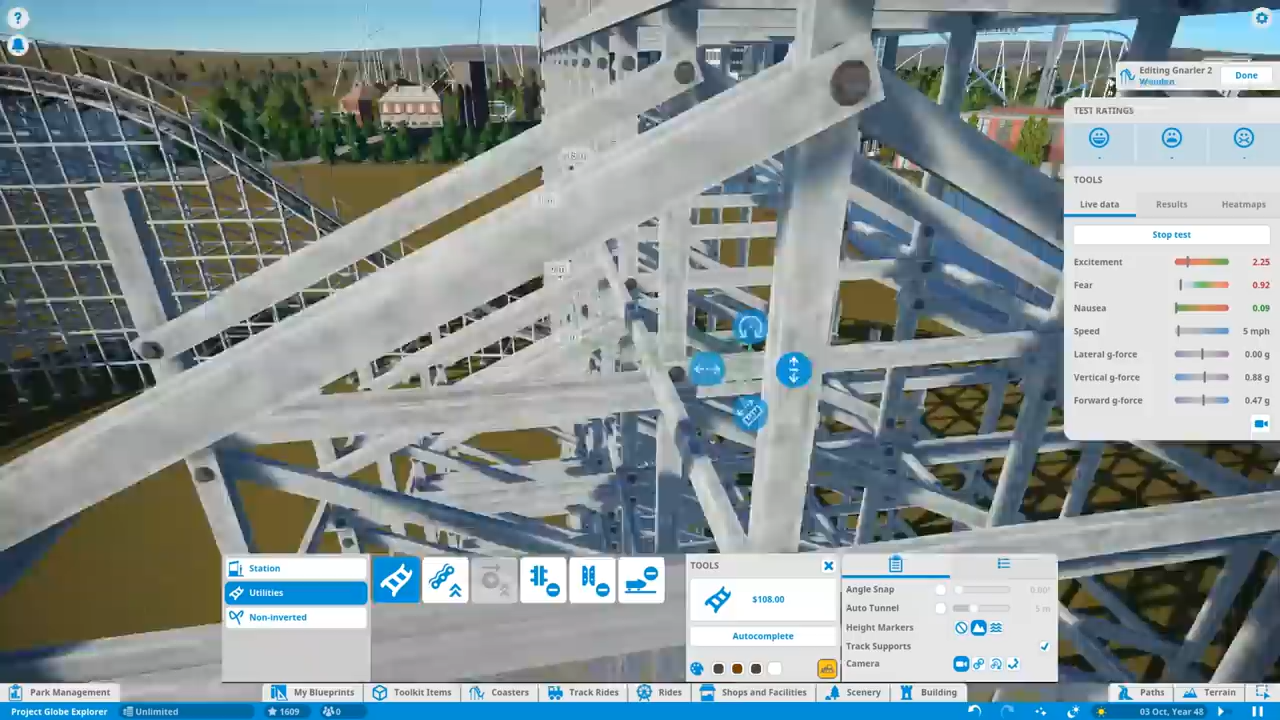 ?
Editing Gnarler 2
Wooden
Done
TEST RATINGS
- - -
TOOLS
Live data Results Heatmaps
Stop test
Excitement 2.25
Fear 0.92
Nausea 0.09
Speed 5 mph
Lateral g-force 0.00 g
Vertical g-force 0.88 g
Forward g-force 0.47 g
Station
Utilities
Non-inverted
TOOLS
$108.00
Autocomplete
Angle Snap 0.00°
Auto Tunnel 5 m
Height Markers
Track Supports
Camera
Park Management
My Blueprints
Toolkit Items
Coasters
Track Rides
Rides
Shops and Facilities
Scenery
Building
Paths
Terrain
Project Globe Explorer
Unlimited
1609
0
03 Oct, Year 48